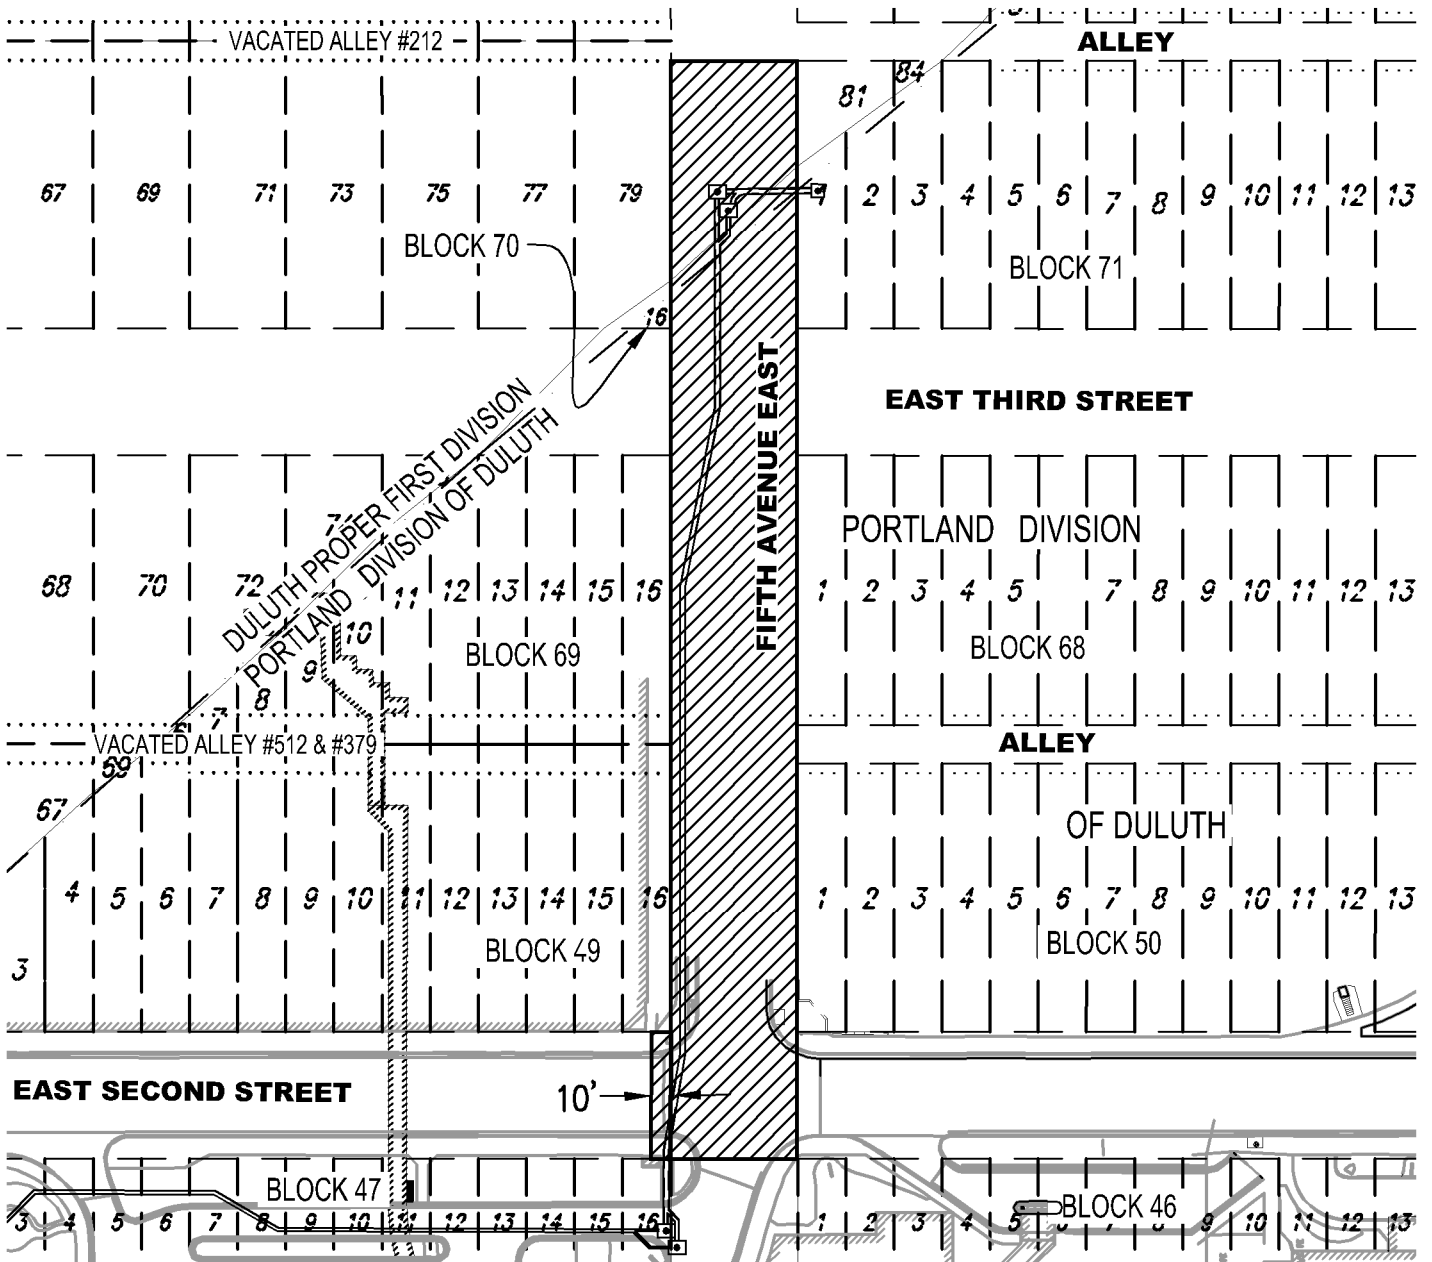 VACATED ALLEY #212
ALLEY
84
81
67 69 71 73 75 77 79 1 2 3 4 5 6 7 8 9 10 11 12 13
BLOCK 70
BLOCK 71
16
FIFTH AVENUE EAST
EAST THIRD STREET
DULUTH PROPER FIRST DIVISION
PORTLAND DIVISION OF DULUTH
PORTLAND DIVISION
68 70 72 11 12 13 14 15 16 1 2 3 4 5 7 8 9 10 11 12 13
10
9
8
7
BLOCK 69
BLOCK 68
VACATED ALLEY #512 & #379
ALLEY
69
67
OF DULUTH
4 5 6 7 8 9 10 11 12 13 14 15 16 1 2 3 4 5 6 7 8 9 10 11 12 13
3
BLOCK 49
BLOCK 50
EAST SECOND STREET
10'
BLOCK 47
BLOCK 46
3 4 5 6 7 8 9 10 11 12 13 14 15 16 1 2 3 4 5 6 7 8 9 10 11 12 13